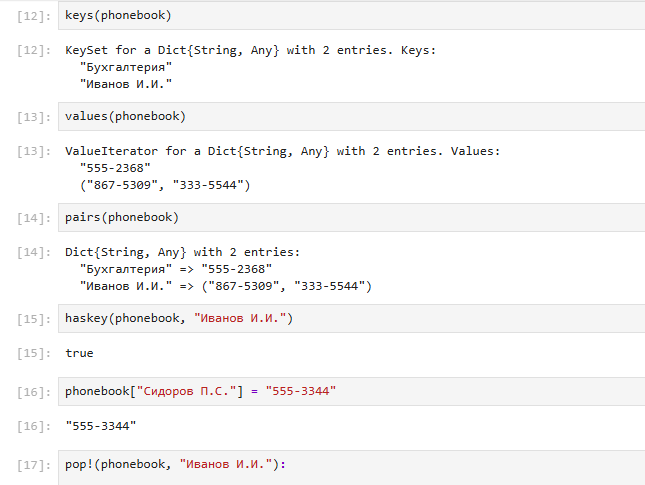 [12]: keys(phonebook)
[12]: KeySet for a Dict{String, Any} with 2 entries. Keys:
"Бухгалтерия"
"Иванов И.И."
[13]: values(phonebook)
[13]: ValueIterator for a Dict{String, Any} with 2 entries. Values:
"555-2368"
("867-5309", "333-5544")
[14]: pairs(phonebook)
[14]: Dict{String, Any} with 2 entries:
"Бухгалтерия" => "555-2368"
"Иванов И.И." => ("867-5309", "333-5544")
[15]: haskey(phonebook, "Иванов И.И.")
[15]: true
[16]: phonebook["Сидоров П.С."] = "555-3344"
[16]: "555-3344"
[17]: pop!(phonebook, "Иванов И.И."):